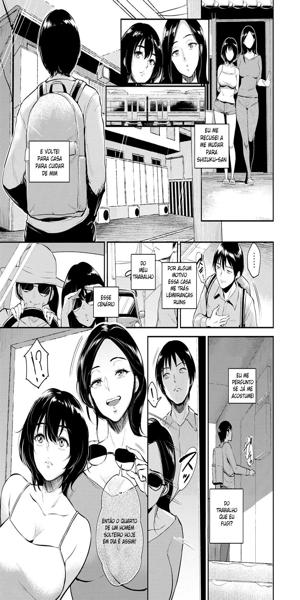 EU ME
RECUSEI A
ME MUDAR
PARA
SHIZUKU-SAN
E VOLTEI
PARA CASA
PARA CUIDAR
DE MIM
......
POR ALGUM
MOTIVO
ESSA CASA
ME TRÁS
LEMBRANÇAS
RUINS
DO
MEU
TRABALHO
ESSE
CENÁRIO
EU ME
PERGUNTO
SE JÁ ME
ACOSTUMEI
DO
TRABALHO
QUE EU
FUGI?
!?
ENTÃO O QUARTO
DE UM HOMEM
SOLTEIRO HOJE
EM DIA É ASSIM!